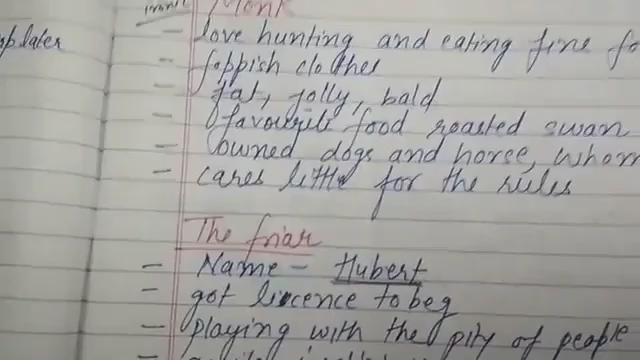 Monk
- love hunting and eating fine fo
- foppish clothes
- fat, jolly, bald
- favourite food roasted swan
- owned dogs and horse, whom
- cares little for the rules
The friar
- Name - Hubert
- got licence to beg
- playing with the pity of people